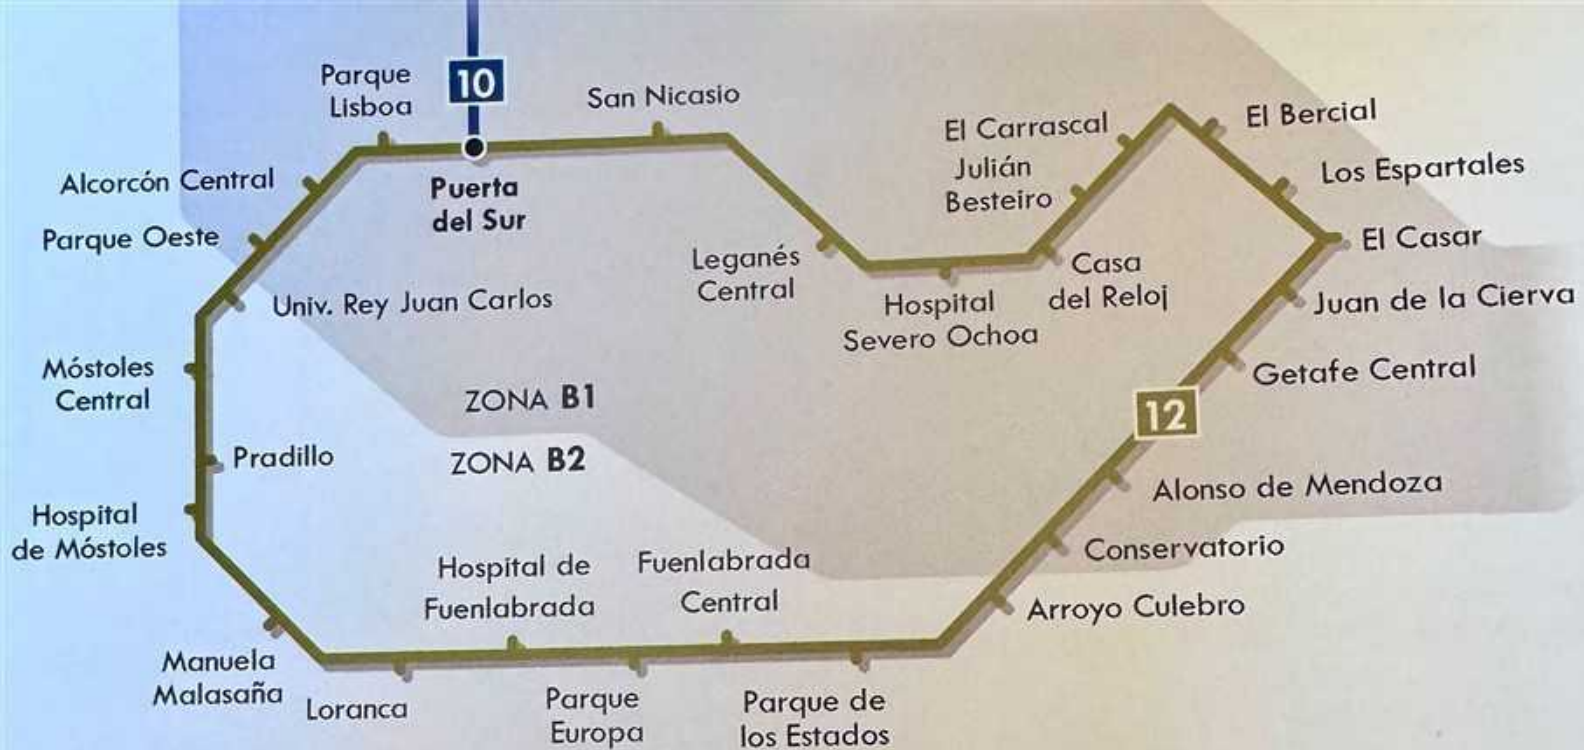 10
Parque
Lisboa
San Nicasio
El Carrascal
El Bercial
Alcorcón Central
Puerta
del Sur
Julián
Besteiro
Los Espartales
Parque Oeste
El Casar
Leganés
Central
Casa
del Reloj
Univ. Rey Juan Carlos
Hospital
Severo Ochoa
Juan de la Cierva
Móstoles
Central
Getafe Central
ZONA B1
12
Pradillo
ZONA B2
Alonso de Mendoza
Hospital
de Móstoles
Hospital de
Fuenlabrada
Fuenlabrada
Central
Conservatorio
Arroyo Culebro
Manuela
Malasaña
Loranca
Parque
Europa
Parque de
los Estados